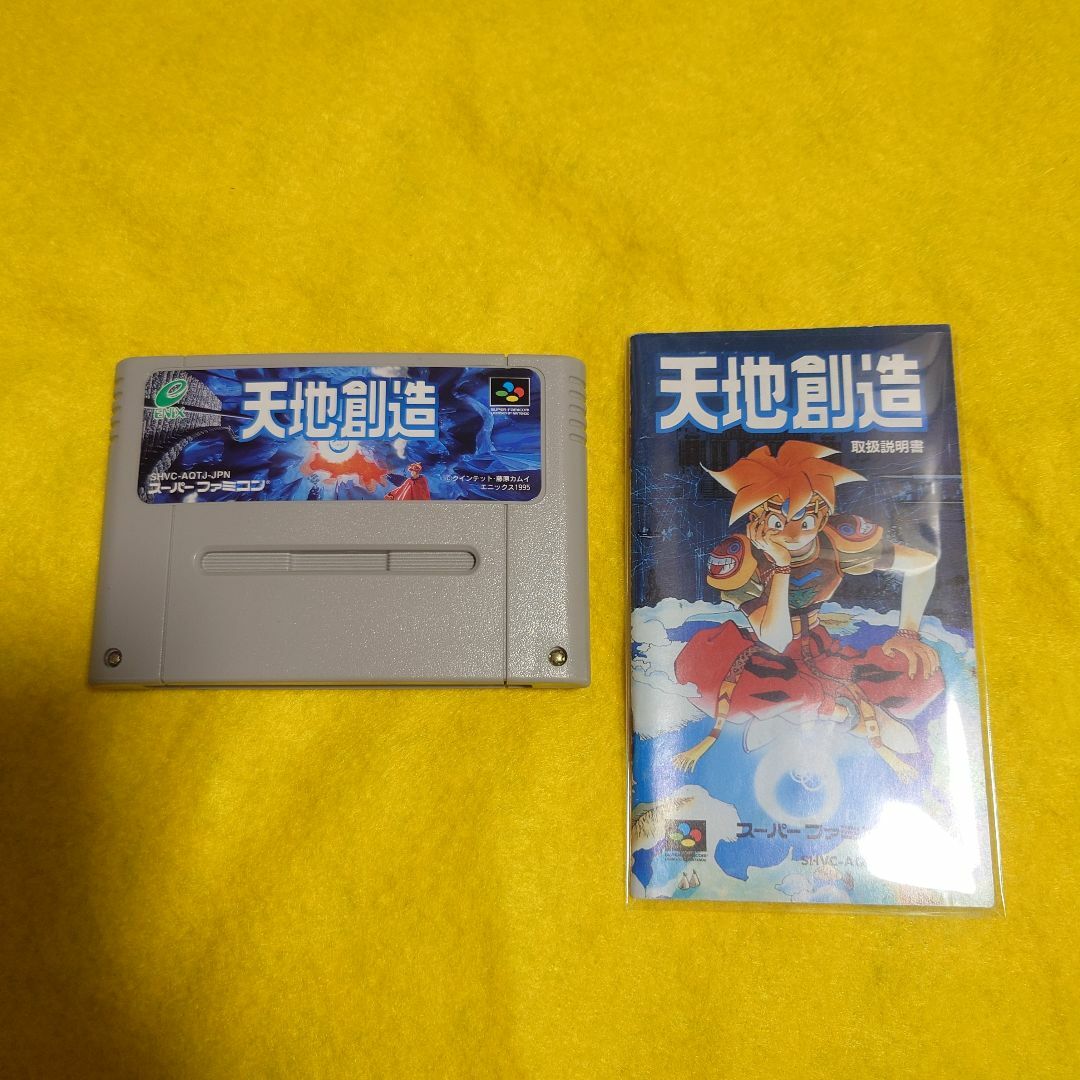 ENIX
天地創造
SUPER FAMICOM
SHVC-AQTJ-JPN
スーパーファミコン
©クインテット・藤原カムイ
エニックス1995
天地創造
取扱説明書
スーパーファミ
SHVC-A